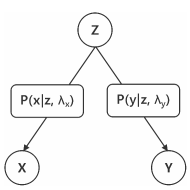 Z
P(x|z, λx) P(y|z, λy)
X Y